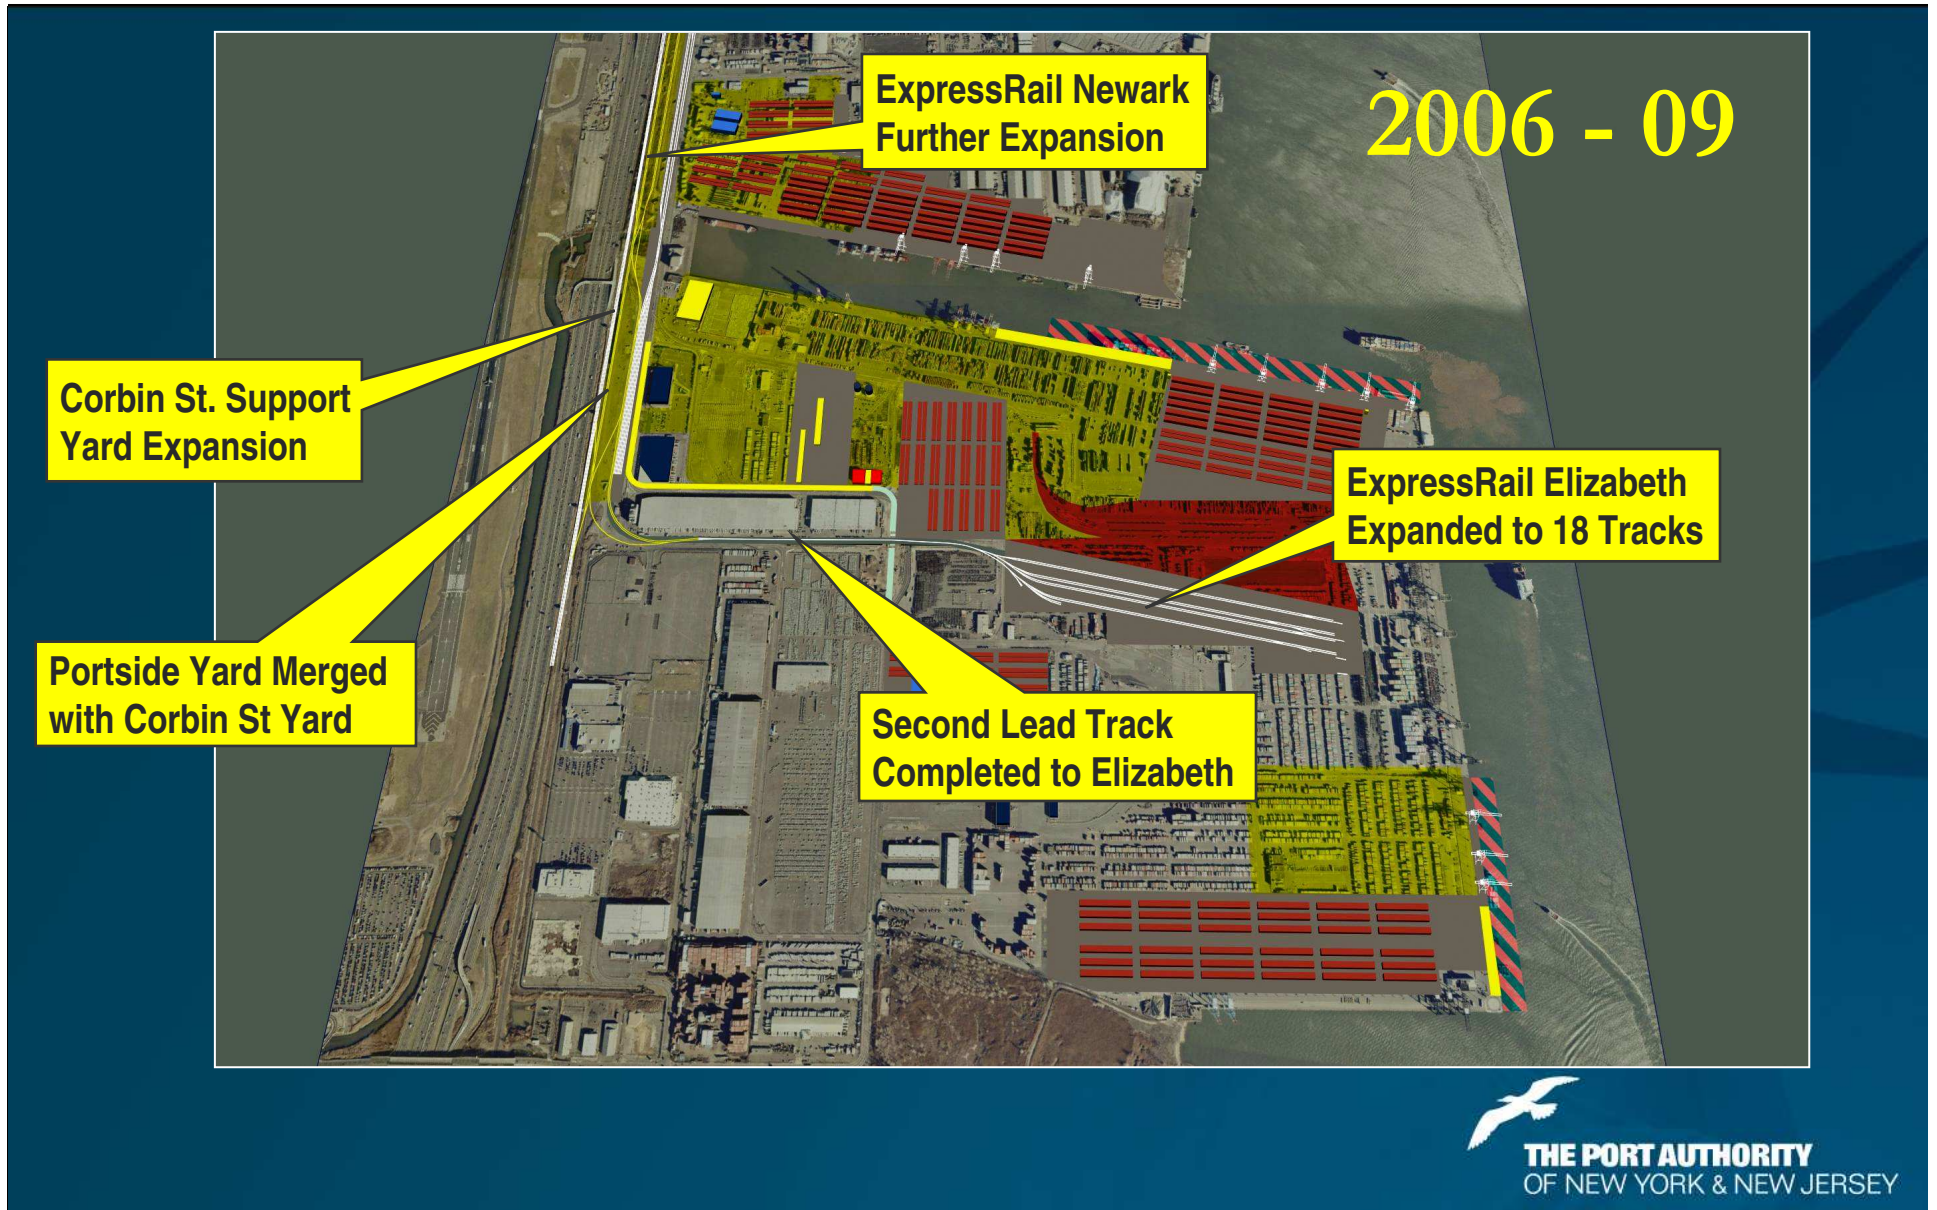 ExpressRail Newark
Further Expansion
2006 - 09
Corbin St. Support
Yard Expansion
ExpressRail Elizabeth
Expanded to 18 Tracks
Portside Yard Merged
with Corbin St Yard
Second Lead Track
Completed to Elizabeth
THE PORT AUTHORITY
OF NEW YORK & NEW JERSEY